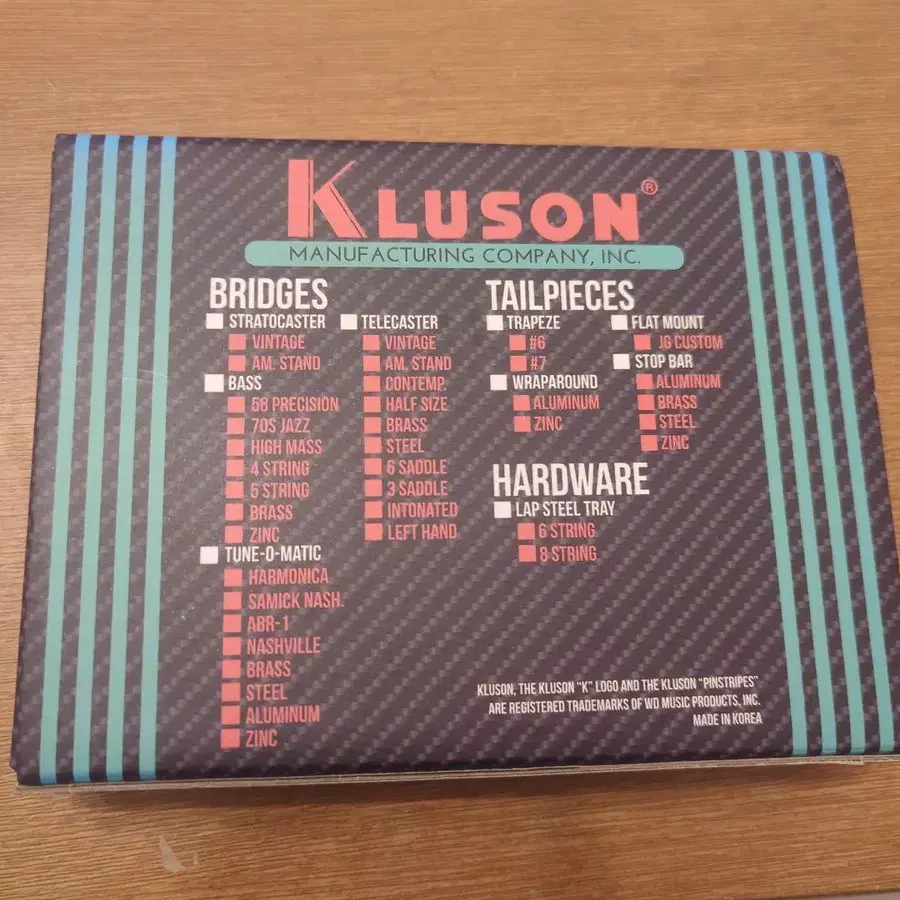 KLUSON®
MANUFACTURING COMPANY, INC.
BRIDGES
STRATOCASTER
VINTAGE
AM. STAND
BASS
58 PRECISION
70S JAZZ
HIGH MASS
4 STRING
5 STRING
BRASS
ZINC
TUNE-O-MATIC
HARMONICA
SAMICK NASH.
ABR-1
NASHVILLE
BRASS
STEEL
ALUMINUM
ZINC
TELECASTER
VINTAGE
AM. STAND
CONTEMP.
HALF SIZE
BRASS
STEEL
6 SADDLE
3 SADDLE
INTONATED
LEFT HAND
TAILPIECES
TRAPEZE
#6
#7
WRAPAROUND
ALUMINUM
ZINC
FLAT MOUNT
JG CUSTOM
STOP BAR
ALUMINUM
BRASS
STEEL
ZINC
HARDWARE
LAP STEEL TRAY
6 STRING
8 STRING
KLUSON, THE KLUSON "K" LOGO AND THE KLUSON "PINSTRIPES"
ARE REGISTERED TRADEMARKS OF WD MUSIC PRODUCTS, INC.
MADE IN KOREA